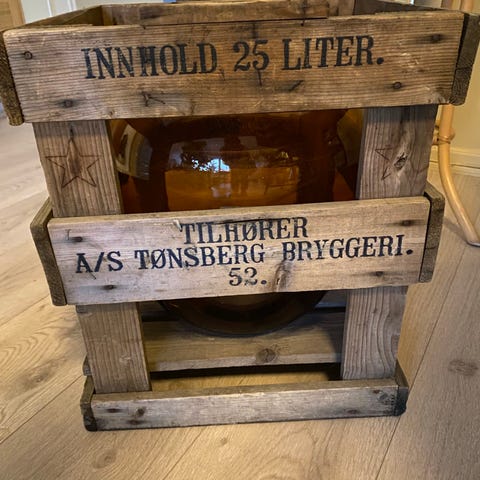 INNHOLD 25 LITER.
TILHØRER
A/S TØNSBERG BRYGGERI.
52.